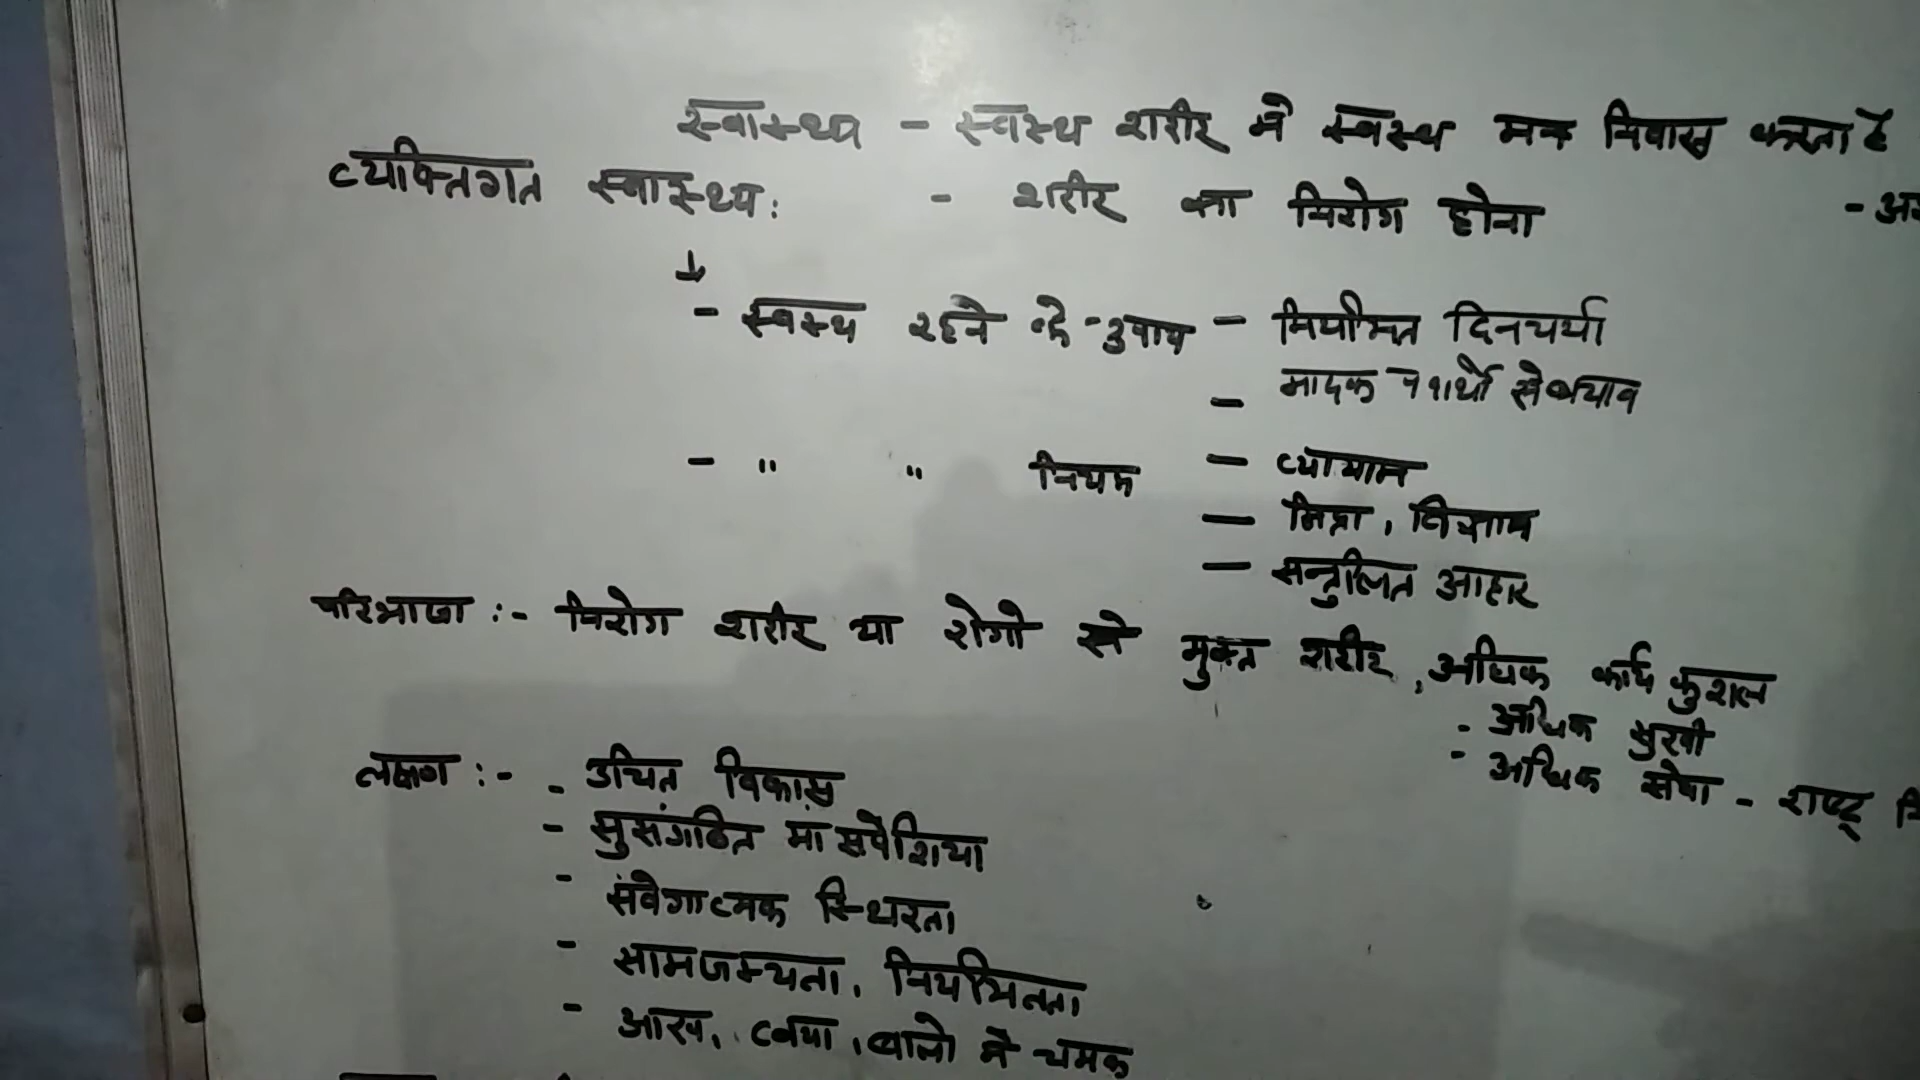 स्वास्थ्य - स्वस्थ शरीर मे स्वस्थ मन निवास करता है
व्यक्तिगत स्वास्थ्य: - शरीर का निरोग होना
- स्वस्थ रहने के उपाय - नियमित दिनचर्या
- मादक पदार्थो से बचाव
- " " नियम - व्यायाम
- निद्रा, विश्राम
- सन्तुलित आहार
परिभाषा :- निरोग शरीर या रोगो से मुक्त शरीर, अधिक कार्य कुशल
- अधिक सुखी
- अधिक सेवा - राष्ट्र
लक्षण :- - उचित विकास
- सुसंगठित मांसपेशिया
- संवेगात्मक स्थिरता
- सामजस्यता, नियमितता
- आख, त्वचा, बालो मे चमक